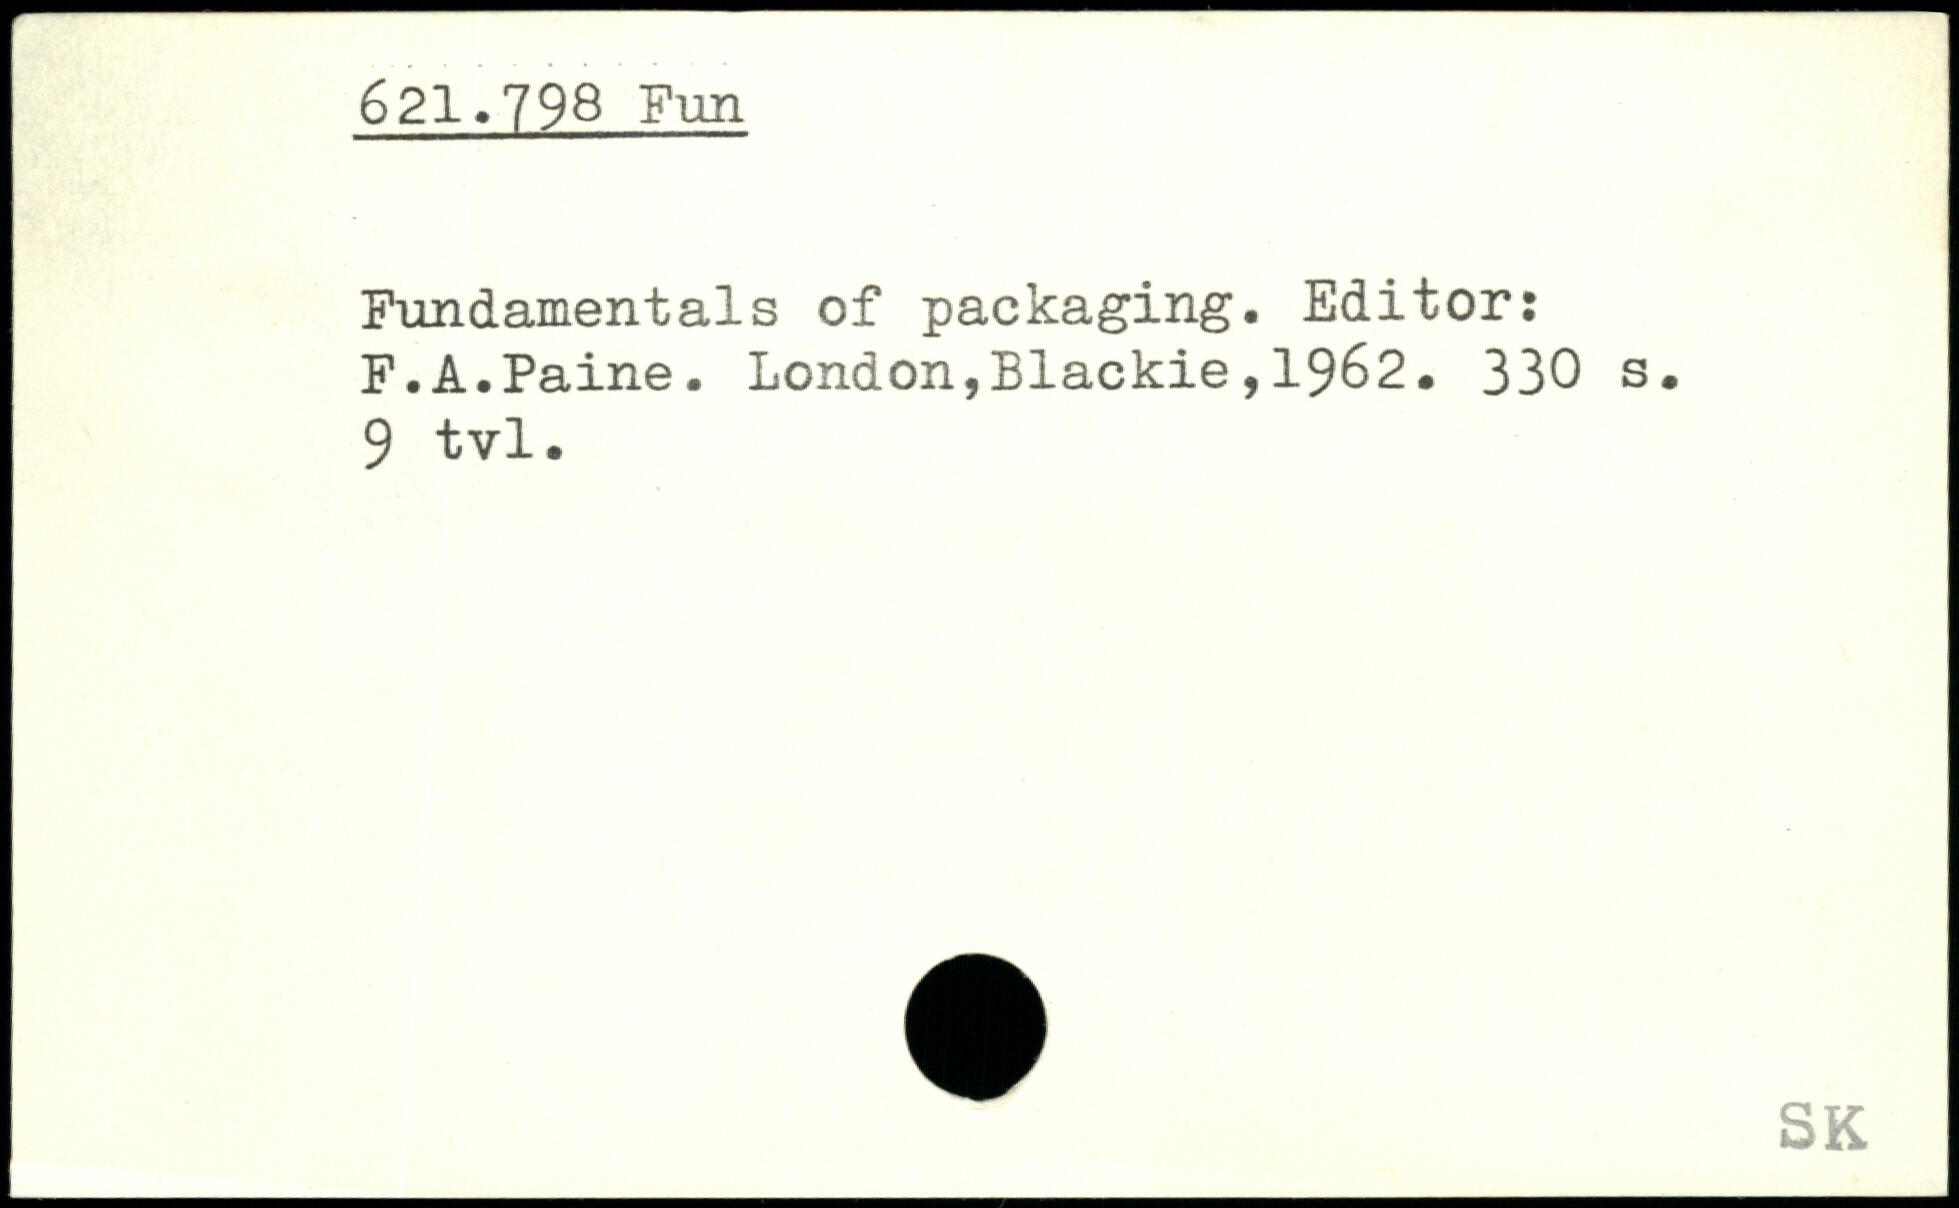 621.798 Fun
Fundamentals of packaging. Editor:
F.A.Paine. London,Blackie,1962. 330 s.
9 tvl.
SK